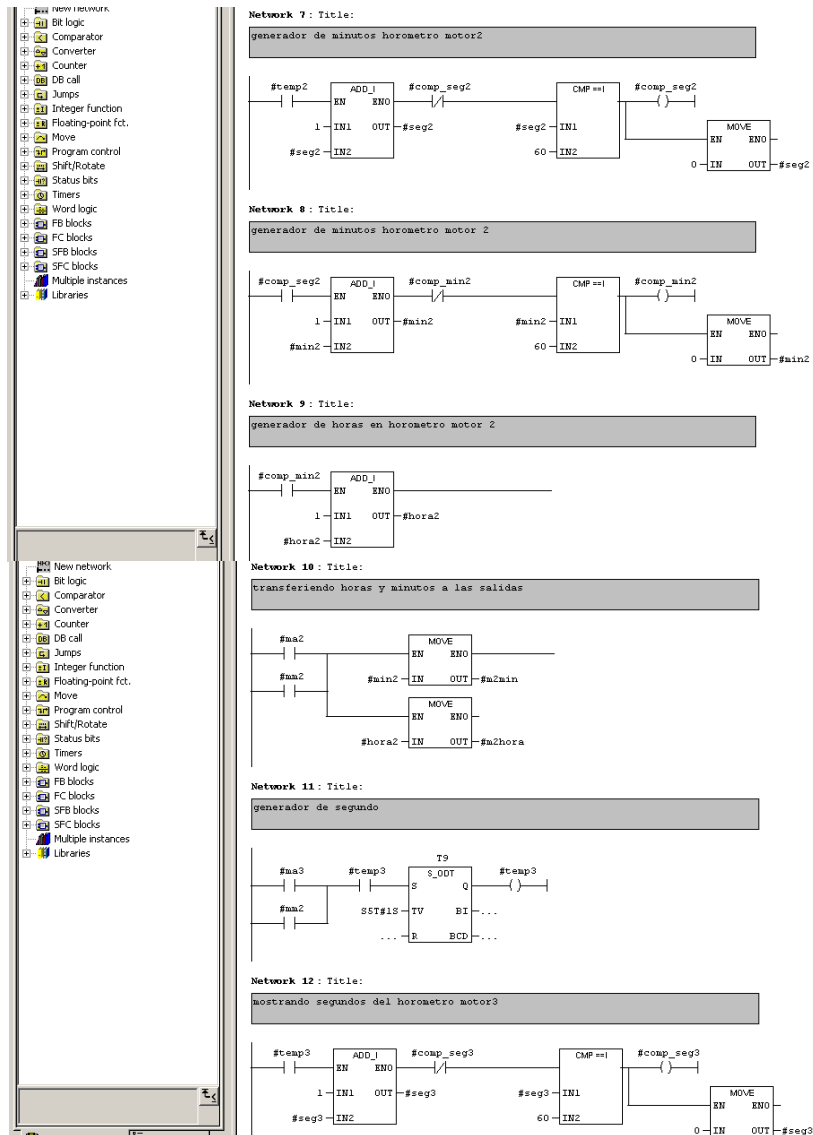 New network
Bit logic
Comparator
Converter
Counter
DB call
Jumps
Integer function
Floating-point fct.
Move
Program control
Shift/Rotate
Status bits
Timers
Word logic
FB blocks
FC blocks
SFB blocks
SFC blocks
Multiple instances
Libraries
Network 7 : Title:
generador de minutos horometro motor2
#temp2 ADD_I #comp_seg2 CMP ==I #comp_seg2
EN ENO
MOVE
1 IN1 OUT #seg2 #seg2 IN1 EN ENO
#seg2 IN2 60 IN2 0 IN OUT #seg2
Network 8 : Title:
generador de minutos horometro motor 2
#comp_seg2 ADD_I #comp_min2 CMP ==I #comp_min2
EN ENO
MOVE
1 IN1 OUT #min2 #min2 IN1 EN ENO
#min2 IN2 60 IN2 0 IN OUT #min2
Network 9 : Title:
generador de horas en horometro motor 2
#comp_min2 ADD_I
EN ENO
1 IN1 OUT #hora2
#hora2 IN2
New network
Bit logic
Comparator
Converter
Counter
DB call
Jumps
Integer function
Floating-point fct.
Move
Program control
Shift/Rotate
Status bits
Timers
Word logic
FB blocks
FC blocks
SFB blocks
SFC blocks
Multiple instances
Libraries
Network 10 : Title:
transferiendo horas y minutos a las salidas
#ma2 MOVE
EN ENO
#mm2 #min2 IN OUT #m2min
MOVE
EN ENO
#hora2 IN OUT #m2hora
Network 11 : Title:
generador de segundo
T9
#ma3 #temp3 S_ODT #temp3
S Q
#mm2 S5T#1S TV BI ...
... R BCD ...
Network 12 : Title:
mostrando segundos del horometro motor3
#temp3 ADD_I #comp_seg3 CMP ==I #comp_seg3
EN ENO
MOVE
1 IN1 OUT #seg3 #seg3 IN1 EN ENO
#seg3 IN2 60 IN2 0 IN OUT #seg3